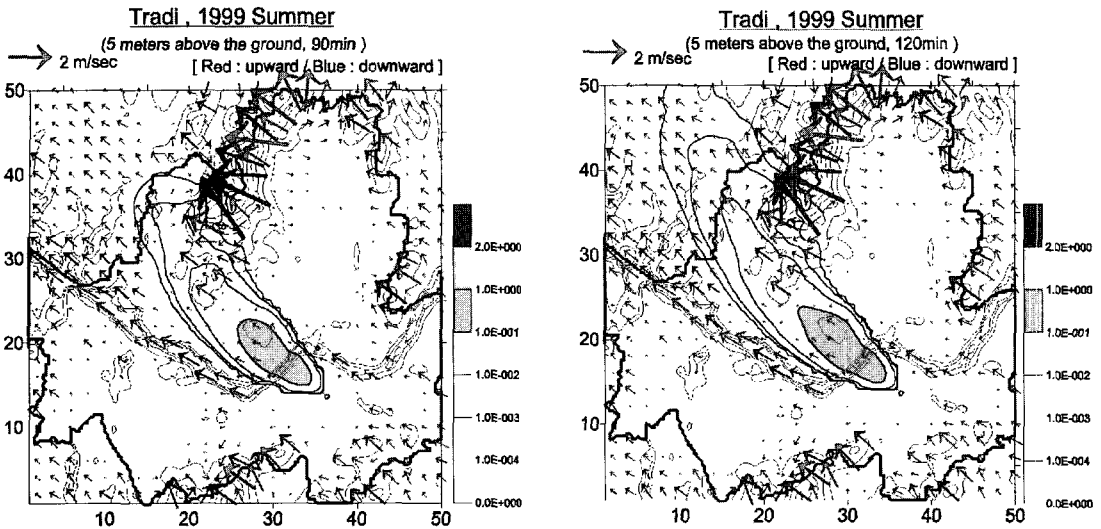 Tradi , 1999 Summer
(5 meters above the ground, 90min )
2 m/sec
[ Red : upward / Blue : downward ]
50
40
30
20
10
10 20 30 40 50
2.0E+000
1.0E+000
1.0E-001
1.0E-002
1.0E-003
1.0E-004
0.0E+000
Tradi , 1999 Summer
(5 meters above the ground, 120min )
2 m/sec
[ Red : upward / Blue : downward ]
50
40
30
20
10
10 20 30 40 50
2.0E+000
1.0E+000
1.0E-001
1.0E-002
1.0E-003
1.0E-004
0.0E+000